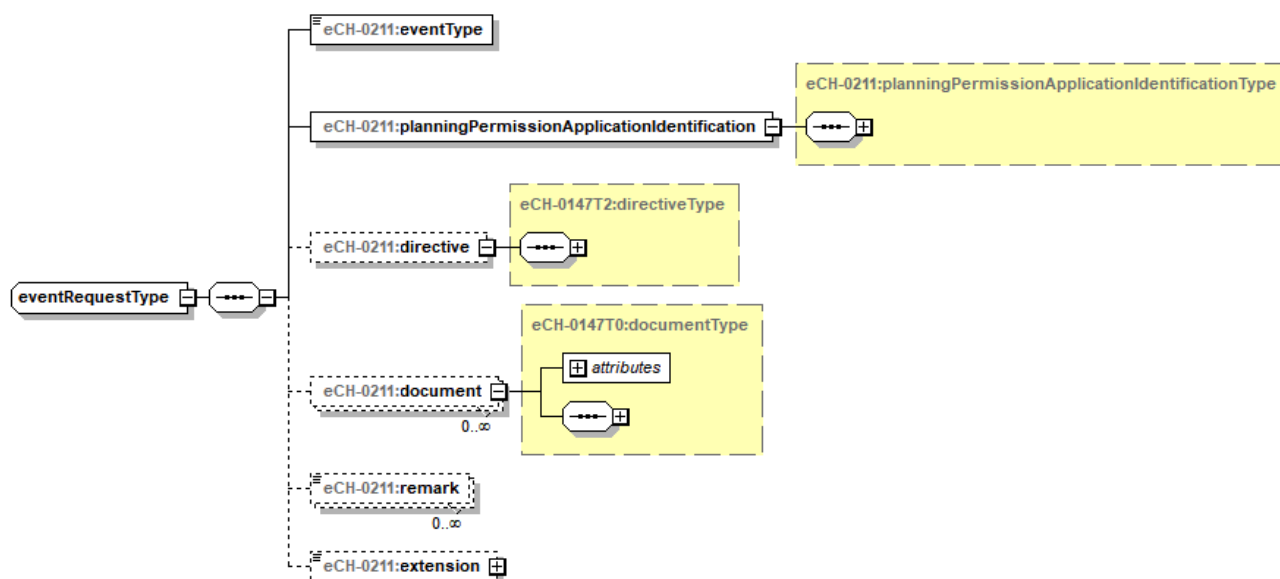 eCH-0211:eventType
eCH-0211:planningPermissionApplicationIdentificationType
eCH-0211:planningPermissionApplicationIdentification
eCH-0147T2:directiveType
eCH-0211:directive
eventRequestType
eCH-0147T0:documentType
attributes
eCH-0211:document
0..∞
eCH-0211:remark
0..∞
eCH-0211:extension